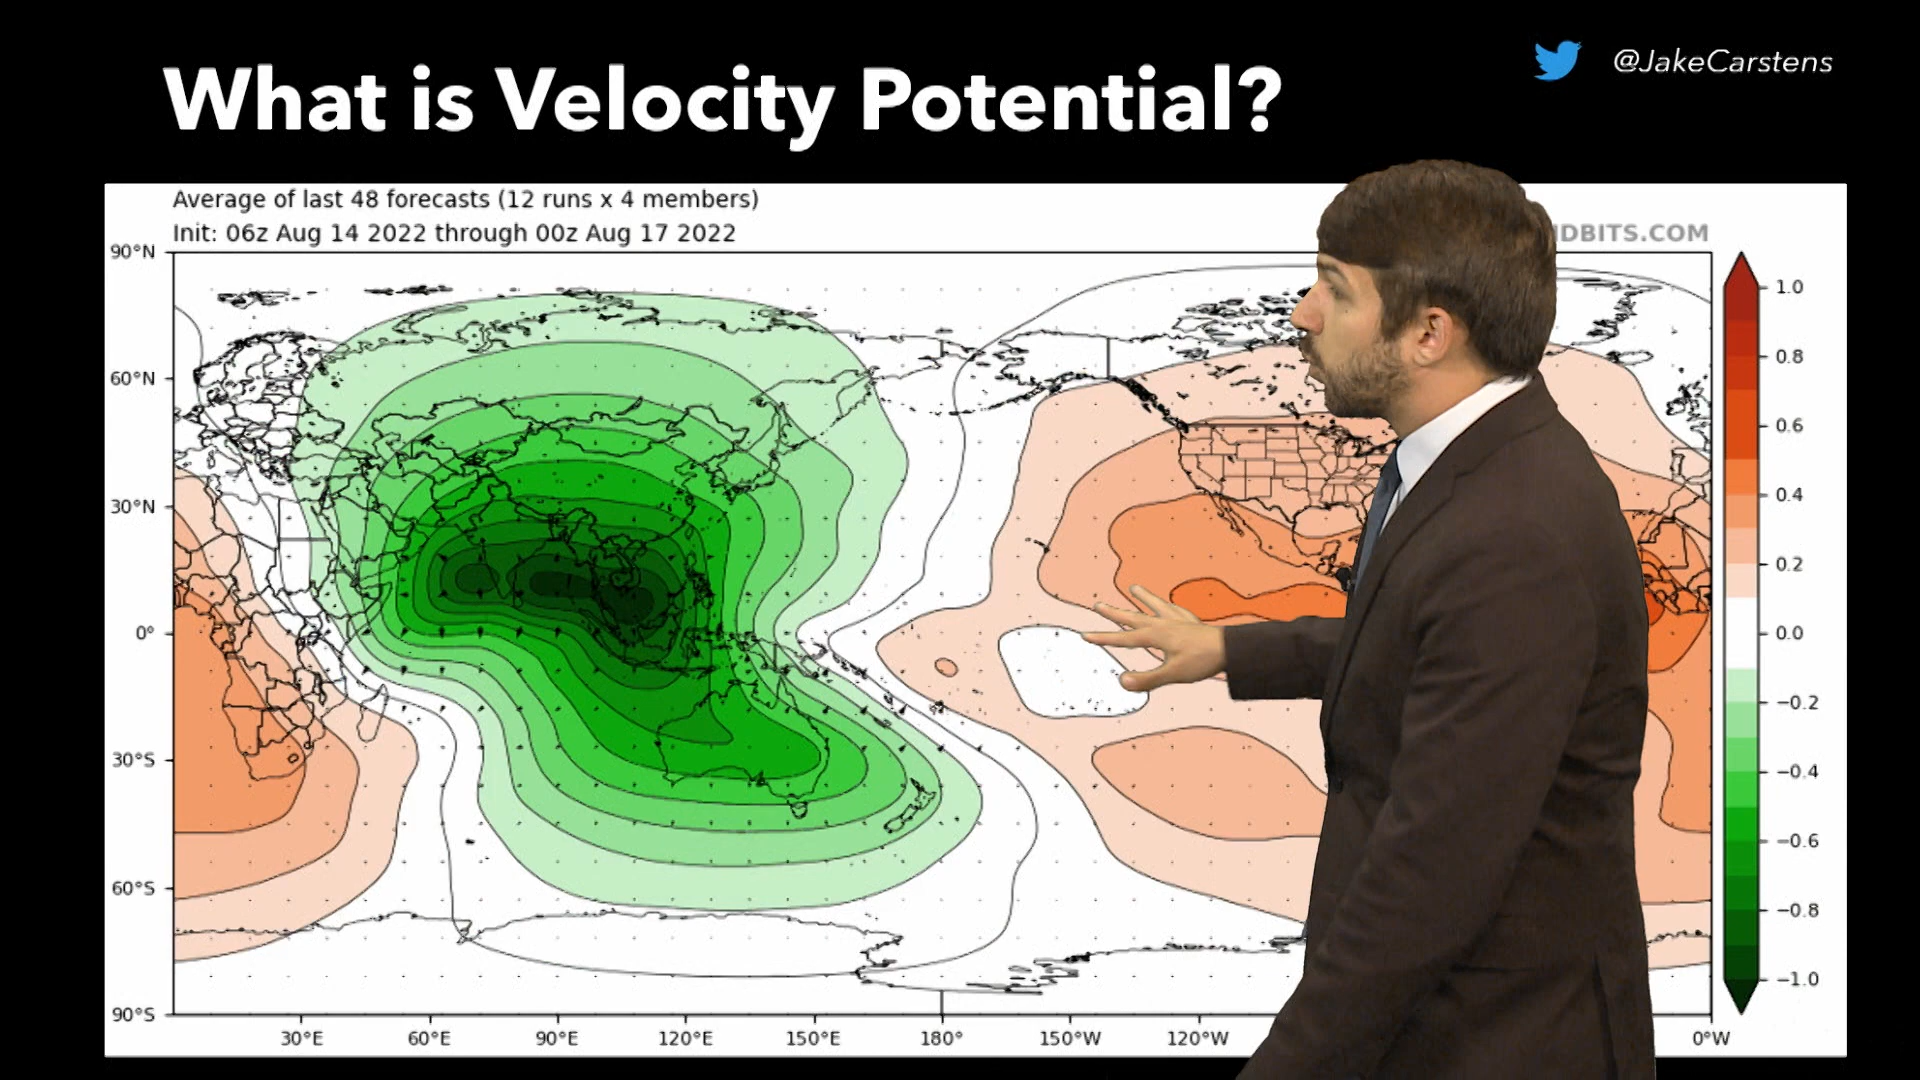 What is Velocity Potential?
@JakeCarstens
Average of last 48 forecasts (12 runs x 4 members)
Init: 06z Aug 14 2022 through 00z Aug 17 2022
DBITS.COM
90°N
60°N
30°N
0°
30°S
60°S
90°S
30°E
60°E
90°E
120°E
150°E
180°
150°W
120°W
0°W
1.0
0.8
0.6
0.4
0.2
0.0
−0.2
−0.4
−0.6
−0.8
−1.0